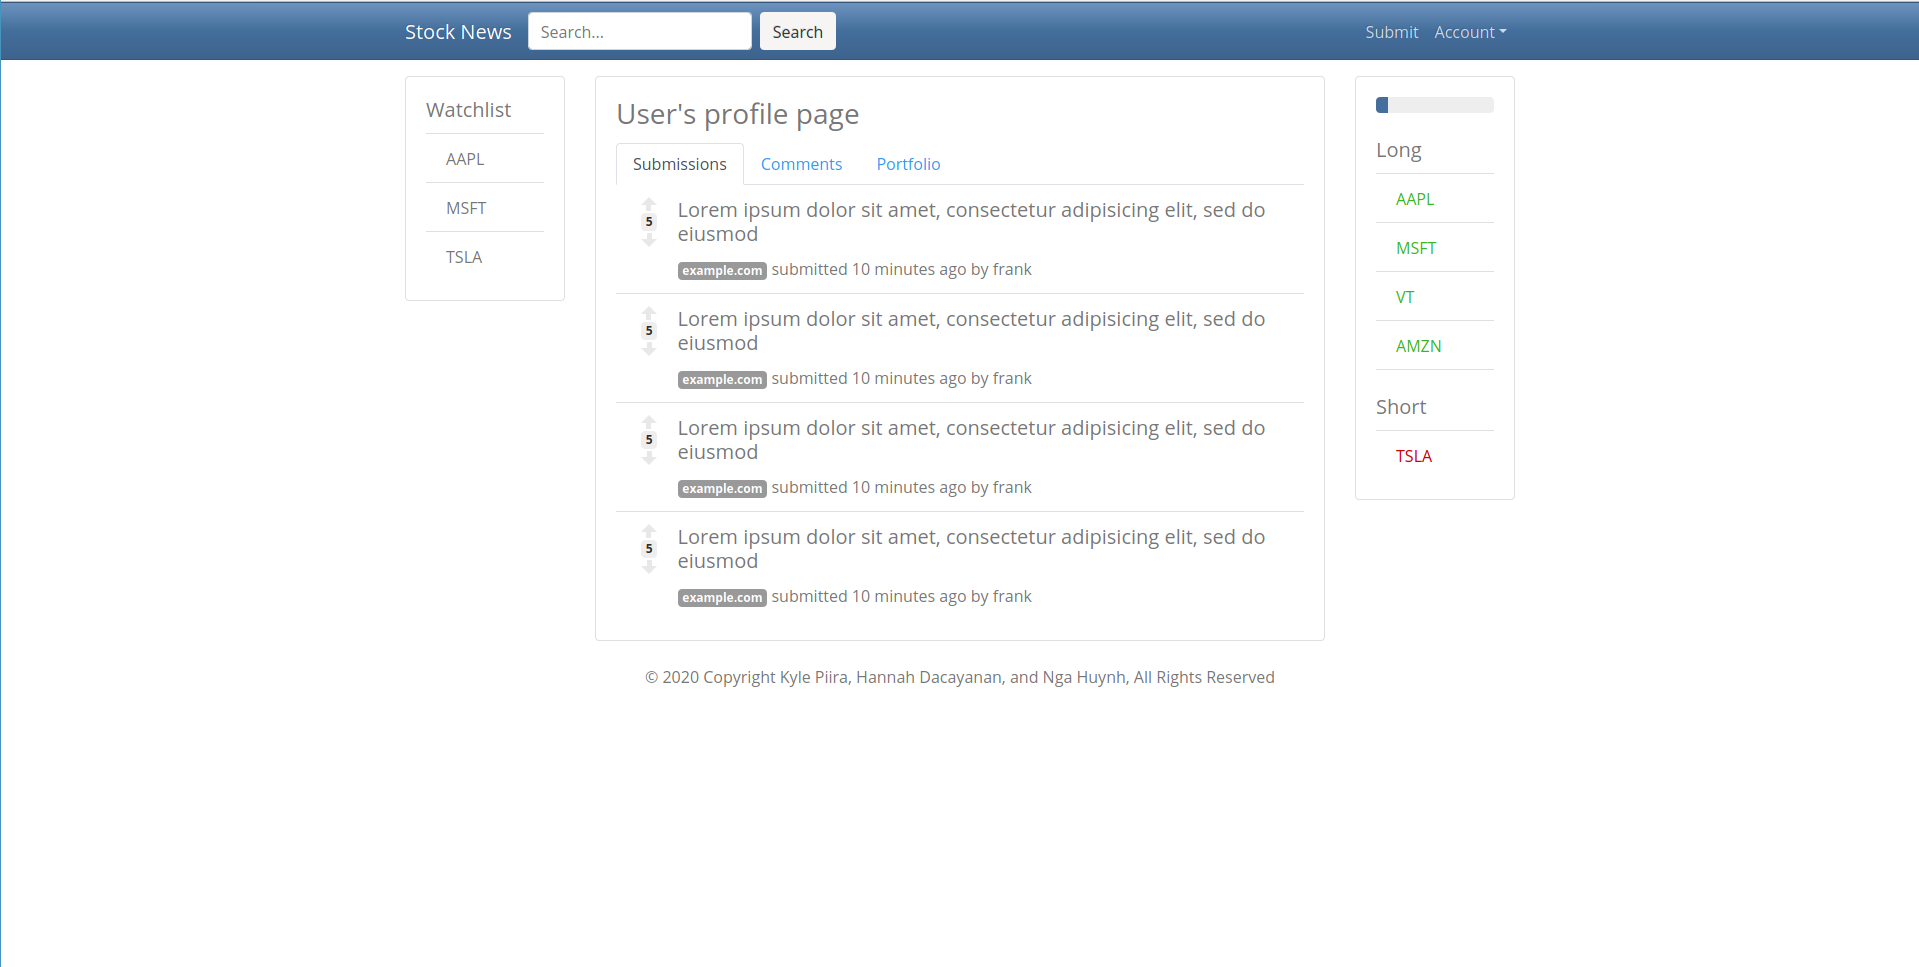 Stock News Search... Search Submit Account
Watchlist
AAPL
MSFT
TSLA
User's profile page
Submissions Comments Portfolio
5
Lorem ipsum dolor sit amet, consectetur adipisicing elit, sed do
eiusmod
example.com submitted 10 minutes ago by frank
5
Lorem ipsum dolor sit amet, consectetur adipisicing elit, sed do
eiusmod
example.com submitted 10 minutes ago by frank
5
Lorem ipsum dolor sit amet, consectetur adipisicing elit, sed do
eiusmod
example.com submitted 10 minutes ago by frank
5
Lorem ipsum dolor sit amet, consectetur adipisicing elit, sed do
eiusmod
example.com submitted 10 minutes ago by frank
Long
AAPL
MSFT
VT
AMZN
Short
TSLA
© 2020 Copyright Kyle Piira, Hannah Dacayanan, and Nga Huynh, All Rights Reserved